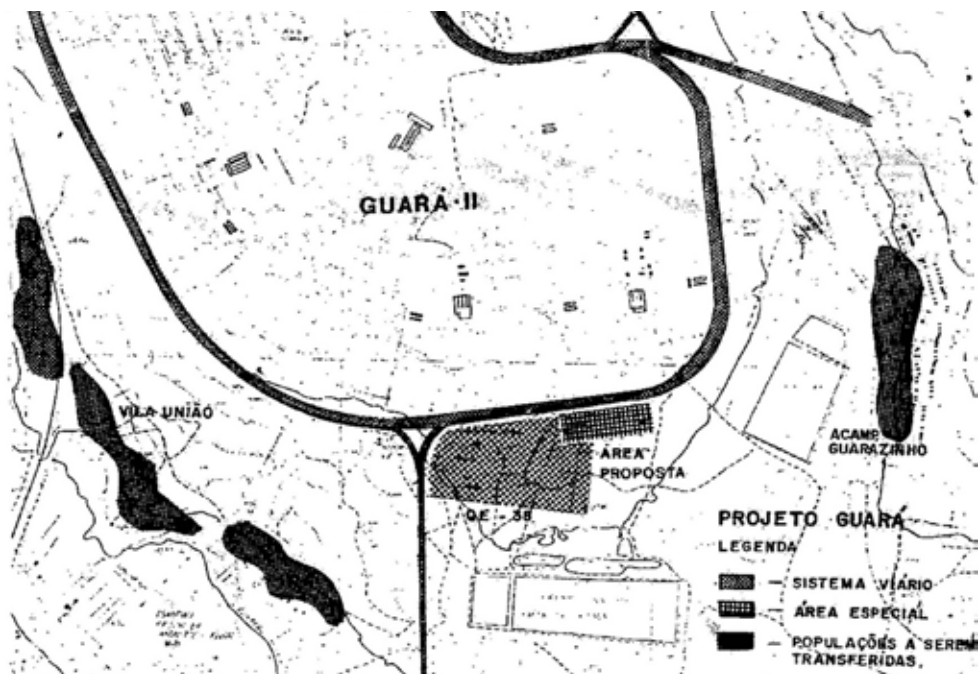 GUARÁ-II
VILA UNIÃO
ÁREA
PROPOSTA
QE - 38
ACAMP.
GUARAZINHO
PROJETO GUARÁ
LEGENDA
- SISTEMA VIÁRIO
- ÁREA ESPECIAL
- POPULAÇÕES A SEREM
TRANSFERIDAS.